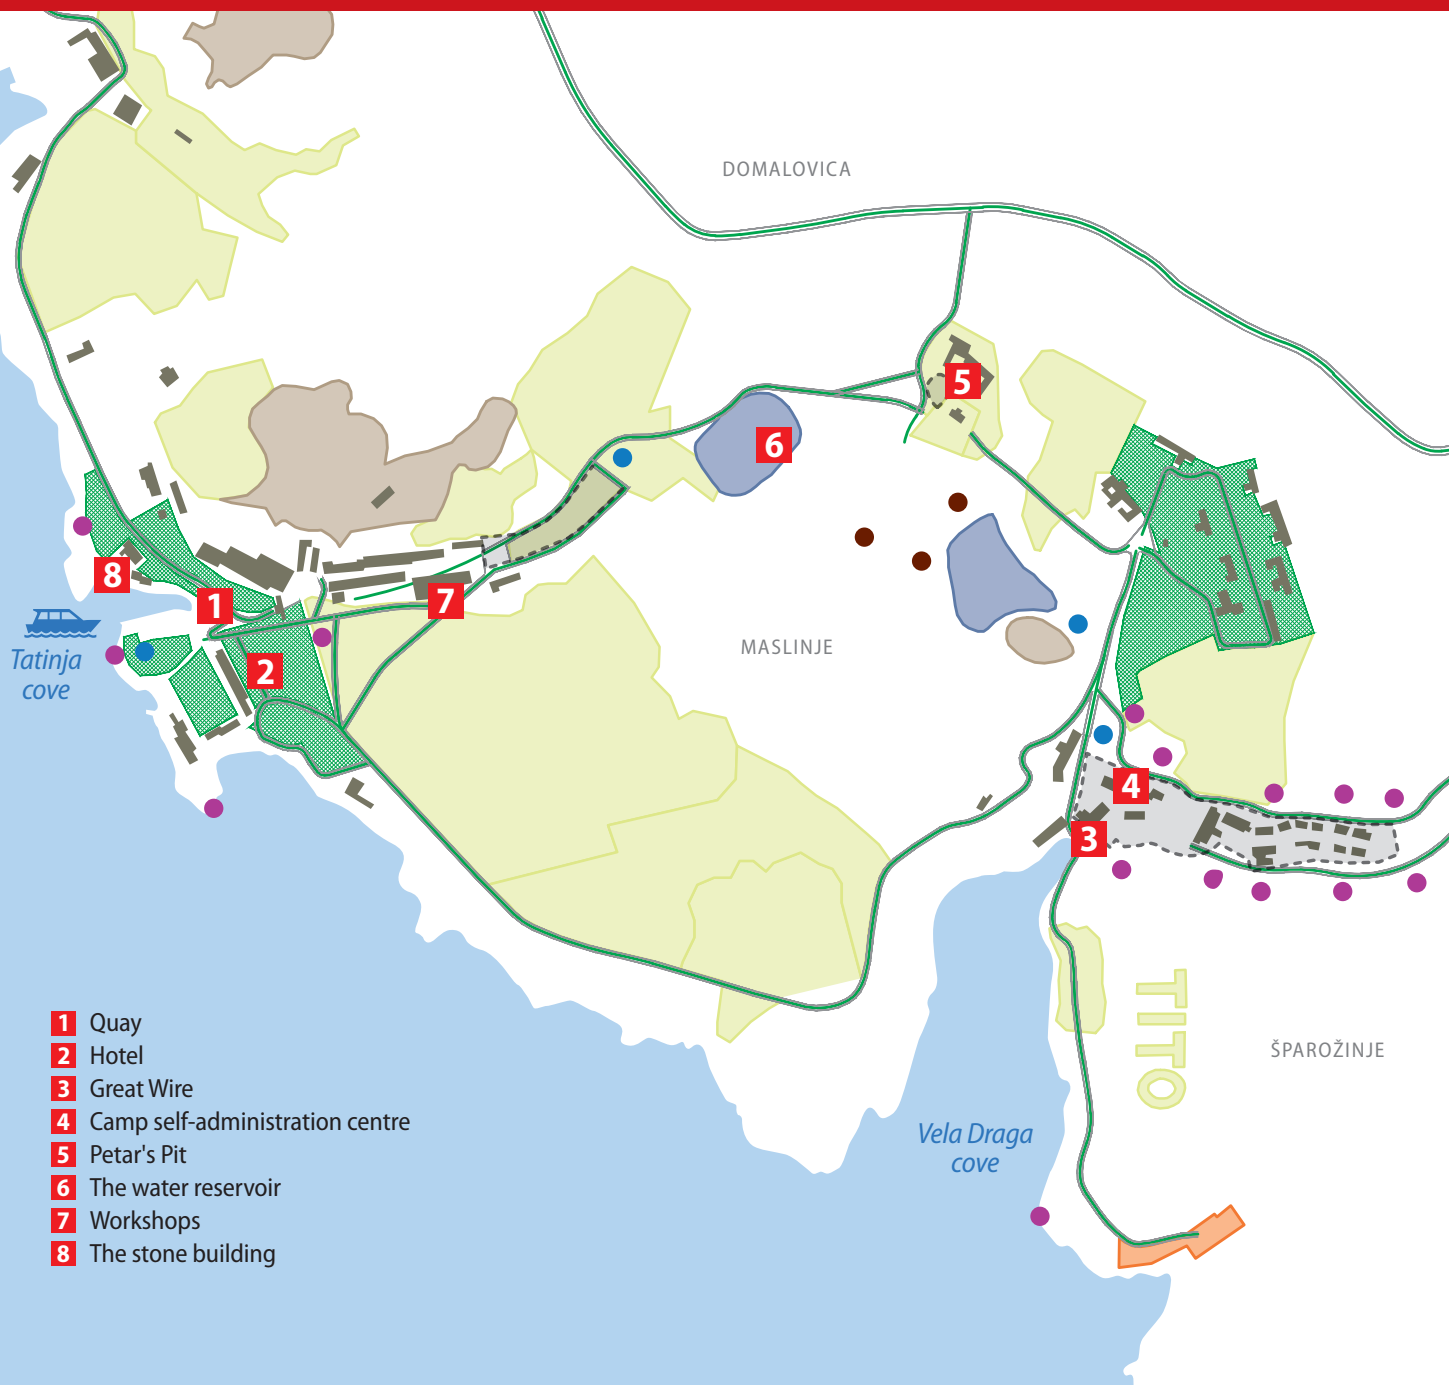 DOMALOVICA
5
6
8
1
7
Tatinja
cove
2
MASLINJE
4
3
TITO
ŠPAROŽINJE
Vela Draga
cove
1 Quay
2 Hotel
3 Great Wire
4 Camp self-administration centre
5 Petar's Pit
6 The water reservoir
7 Workshops
8 The stone building